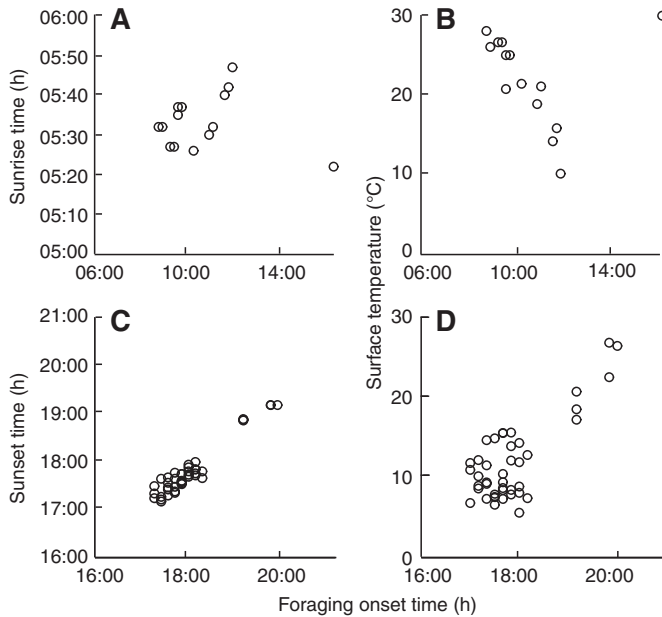 A
Sunrise time (h)
06:00
05:50
05:40
05:30
05:20
05:10
05:00
06:00 10:00 14:00
B
Surface temperature (°C)
30
20
10
0
06:00 10:00 14:00
C
Sunset time (h)
21:00
20:00
19:00
18:00
17:00
16:00
16:00 18:00 20:00
D
30
20
10
0
16:00 18:00 20:00
Foraging onset time (h)